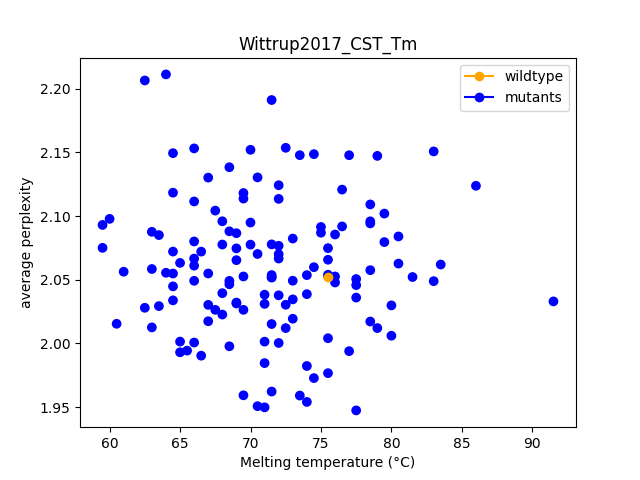 Wittrup2017_CST_Tm
wildtype
mutants
average perplexity
2.20
2.15
2.10
2.05
2.00
1.95
60 65 70 75 80 85 90
Melting temperature (°C)